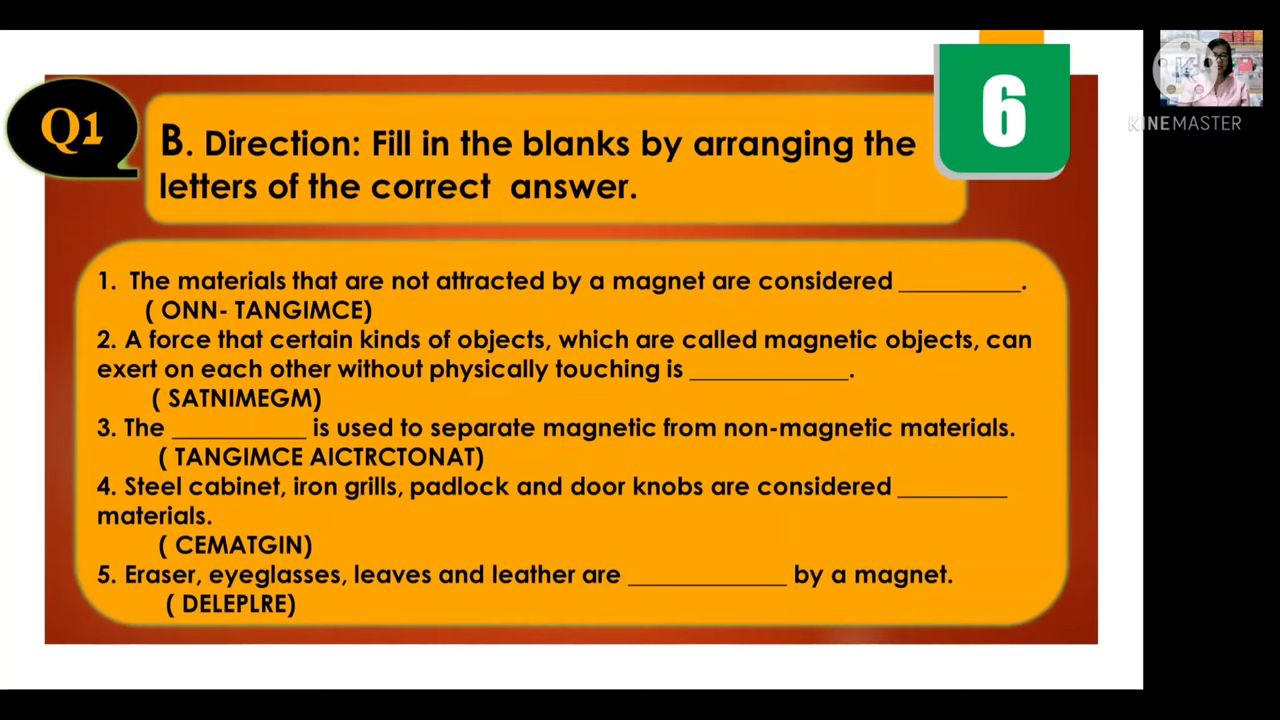 Q1
B. Direction: Fill in the blanks by arranging the
letters of the correct answer.
6
KINEMASTER
1. The materials that are not attracted by a magnet are considered __________.
( ONN- TANGIMCE)
2. A force that certain kinds of objects, which are called magnetic objects, can
exert on each other without physically touching is _____________.
( SATNIMEGM)
3. The ___________ is used to separate magnetic from non-magnetic materials.
( TANGIMCE AICTRCTONAT)
4. Steel cabinet, iron grills, padlock and door knobs are considered _________
materials.
( CEMATGIN)
5. Eraser, eyeglasses, leaves and leather are _____________ by a magnet.
( DELEPLRE)